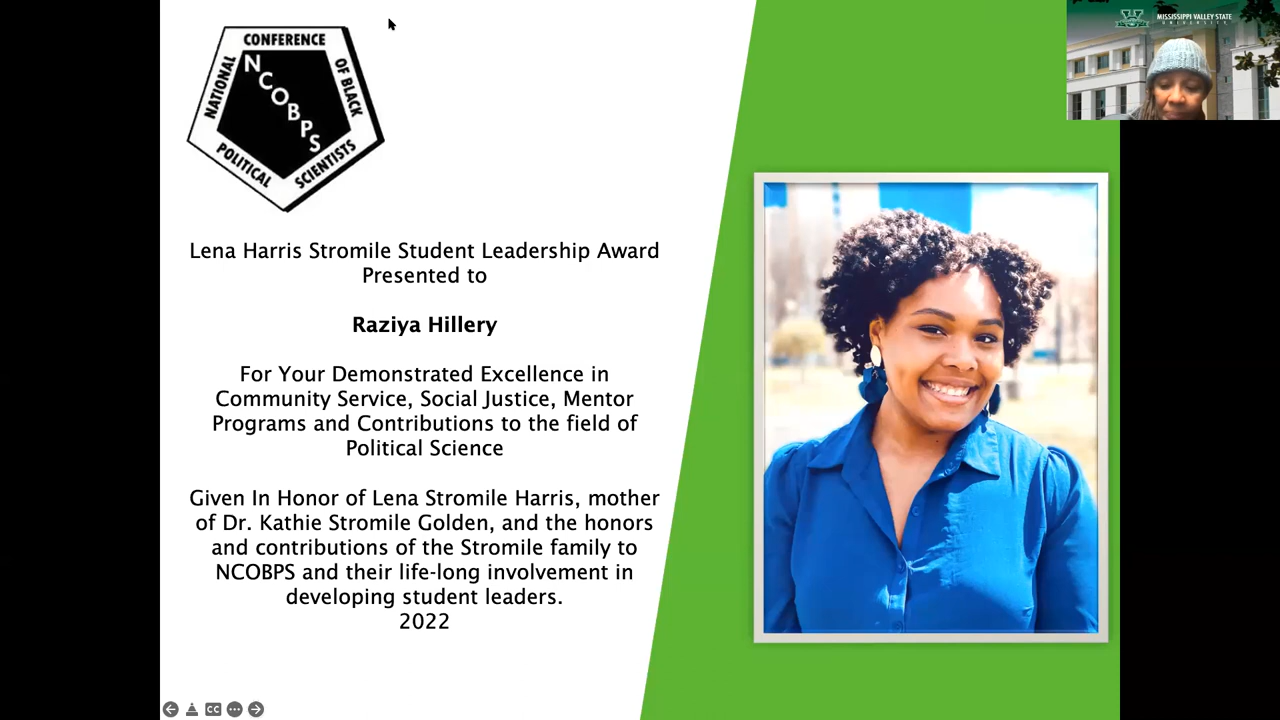 CONFERENCE
NATIONAL
OF BLACK
NCOBPS
POLITICAL
SCIENTISTS
MISSISSIPPI VALLEY STATE
UNIVERSITY
Lena Harris Stromile Student Leadership Award
Presented to
Raziya Hillery
For Your Demonstrated Excellence in
Community Service, Social Justice, Mentor
Programs and Contributions to the field of
Political Science
Given In Honor of Lena Stromile Harris, mother
of Dr. Kathie Stromile Golden, and the honors
and contributions of the Stromile family to
NCOBPS and their life-long involvement in
developing student leaders.
2022
CC